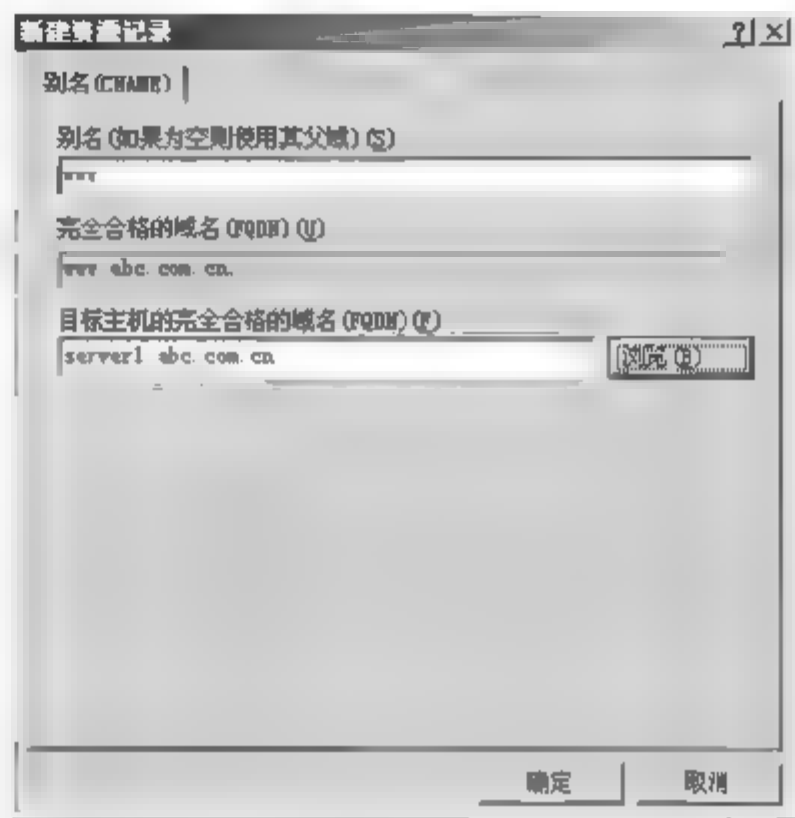 新建资源记录
别名(CNAME)
别名(如果为空则使用其父域)(S)
www
完全合格的域名(FQDN)(U)
www.abc.com.cn.
目标主机的完全合格的域名(FQDN)(F)
server1.abc.com.cn
浏览(B)
确定
取消